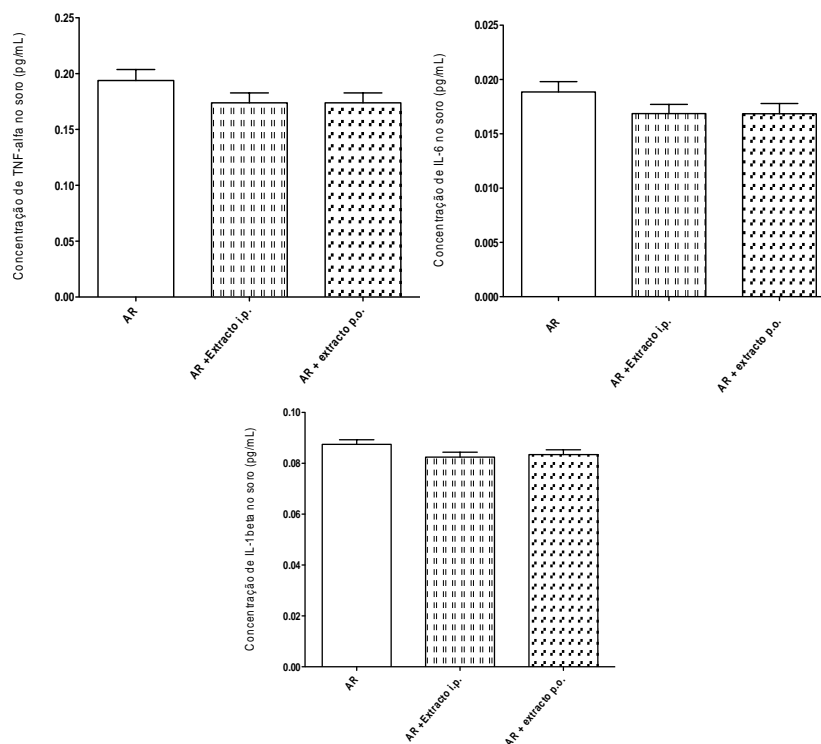 Concentração de TNF-alfa no soro (pg/mL)
0.25
0.20
0.15
0.10
0.05
0.00
AR
AR +Extracto i.p.
AR + extracto p.o.
Concentração de IL-6 no soro (pg/mL)
0.025
0.020
0.015
0.010
0.005
0.000
AR
AR +Extracto i.p.
AR + extracto p.o.
Concentração de IL-1beta no soro (pg/mL)
0.10
0.08
0.06
0.04
0.02
0.00
AR
AR +Extracto i.p.
AR + extracto p.o.